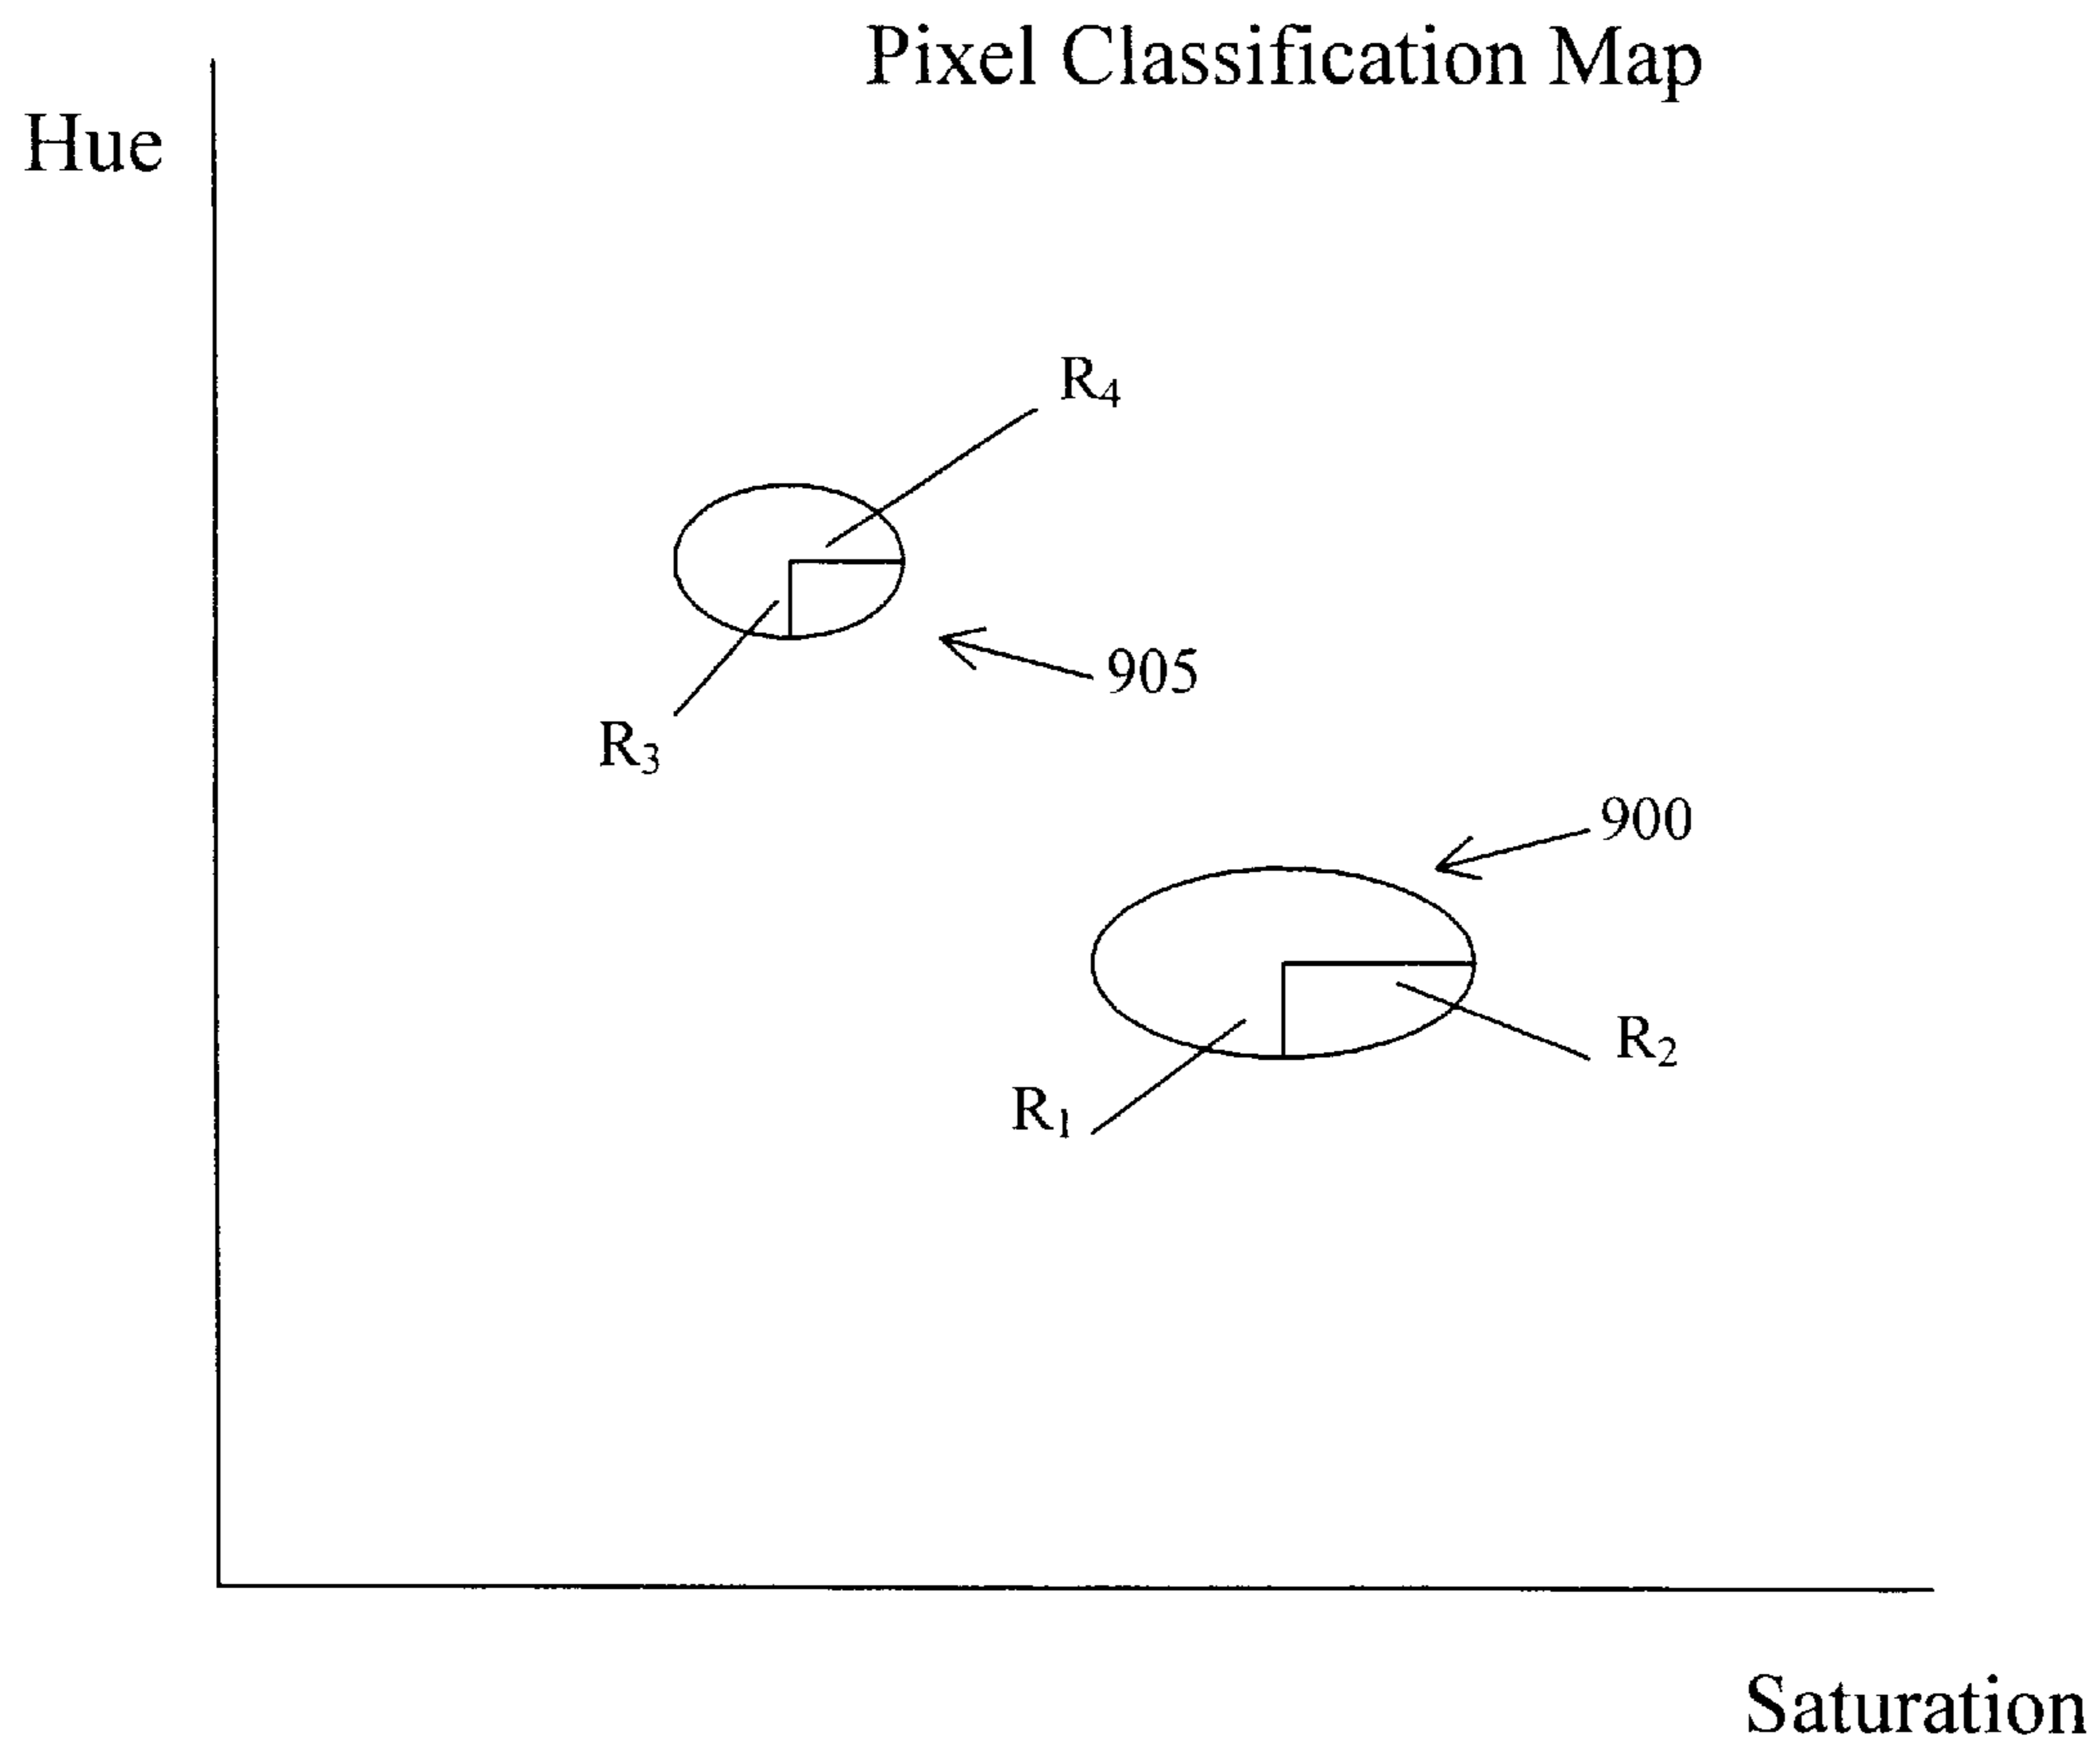 Pixel Classification Map
Hue
R4
905
R3
900
R2
R1
Saturation